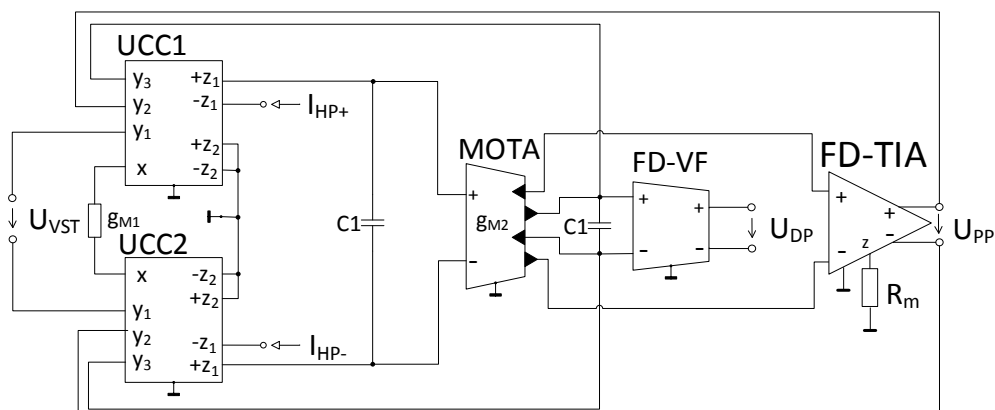 UCC1
y3
y2
y1
x
+z1
-z1
+z2
-z2
IHP+
UVST
gM1
UCC2
x
y1
y2
y3
-z2
+z2
-z1
+z1
IHP-
C1
MOTA
+
-
gM2
C1
FD-VF
+
-
+
-
UDP
FD-TIA
+
-
+
-
z
Rm
UPP